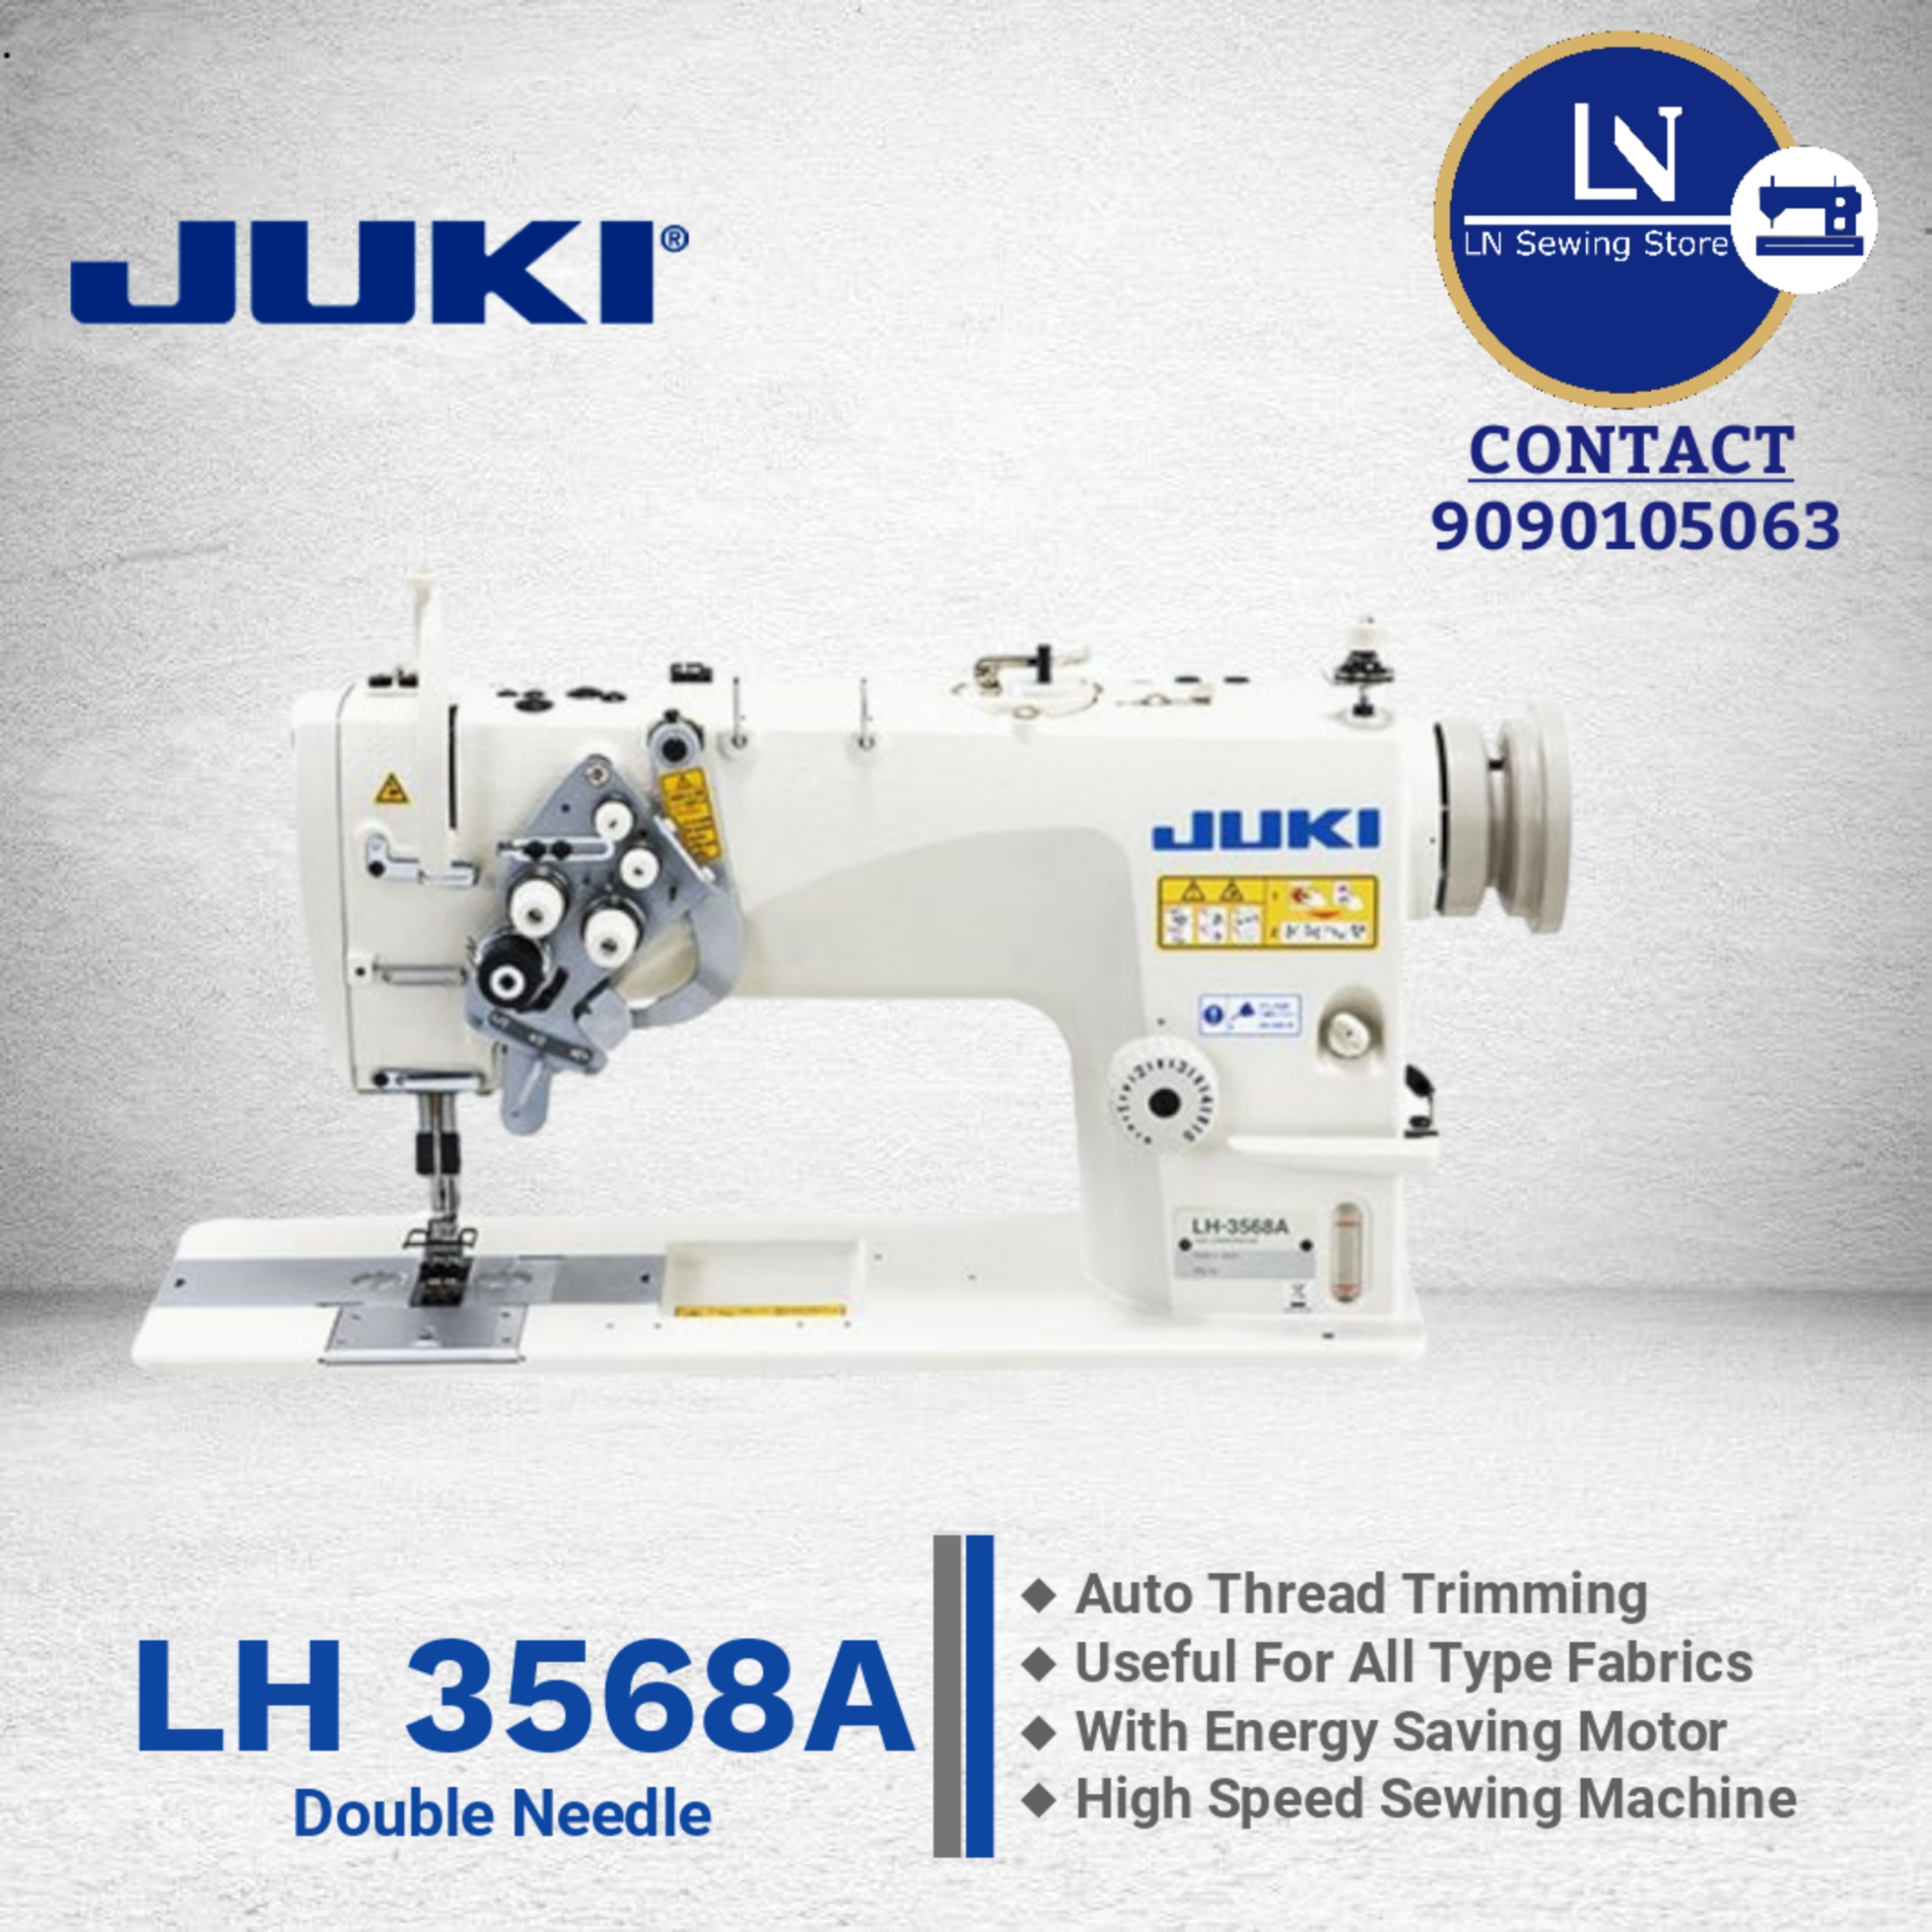 JUKI®
LN
LN Sewing Store
CONTACT
9090105063
JUKI
LH-3568A
LH 3568A
Double Needle
◆ Auto Thread Trimming
◆ Useful For All Type Fabrics
◆ With Energy Saving Motor
◆ High Speed Sewing Machine